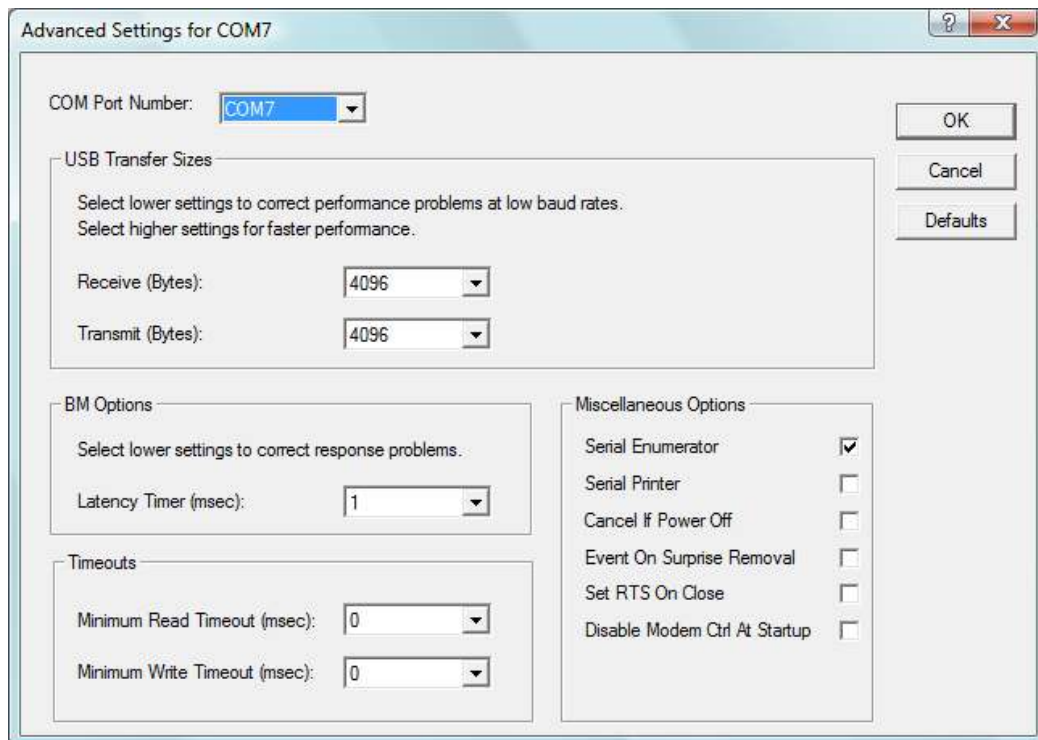 Advanced Settings for COM7
?
COM Port Number: COM7
OK
Cancel
Defaults
USB Transfer Sizes
Select lower settings to correct performance problems at low baud rates.
Select higher settings for faster performance.
Receive (Bytes): 4096
Transmit (Bytes): 4096
BM Options
Select lower settings to correct response problems.
Latency Timer (msec): 1
Timeouts
Minimum Read Timeout (msec): 0
Minimum Write Timeout (msec): 0
Miscellaneous Options
Serial Enumerator
Serial Printer
Cancel If Power Off
Event On Surprise Removal
Set RTS On Close
Disable Modem Ctrl At Startup